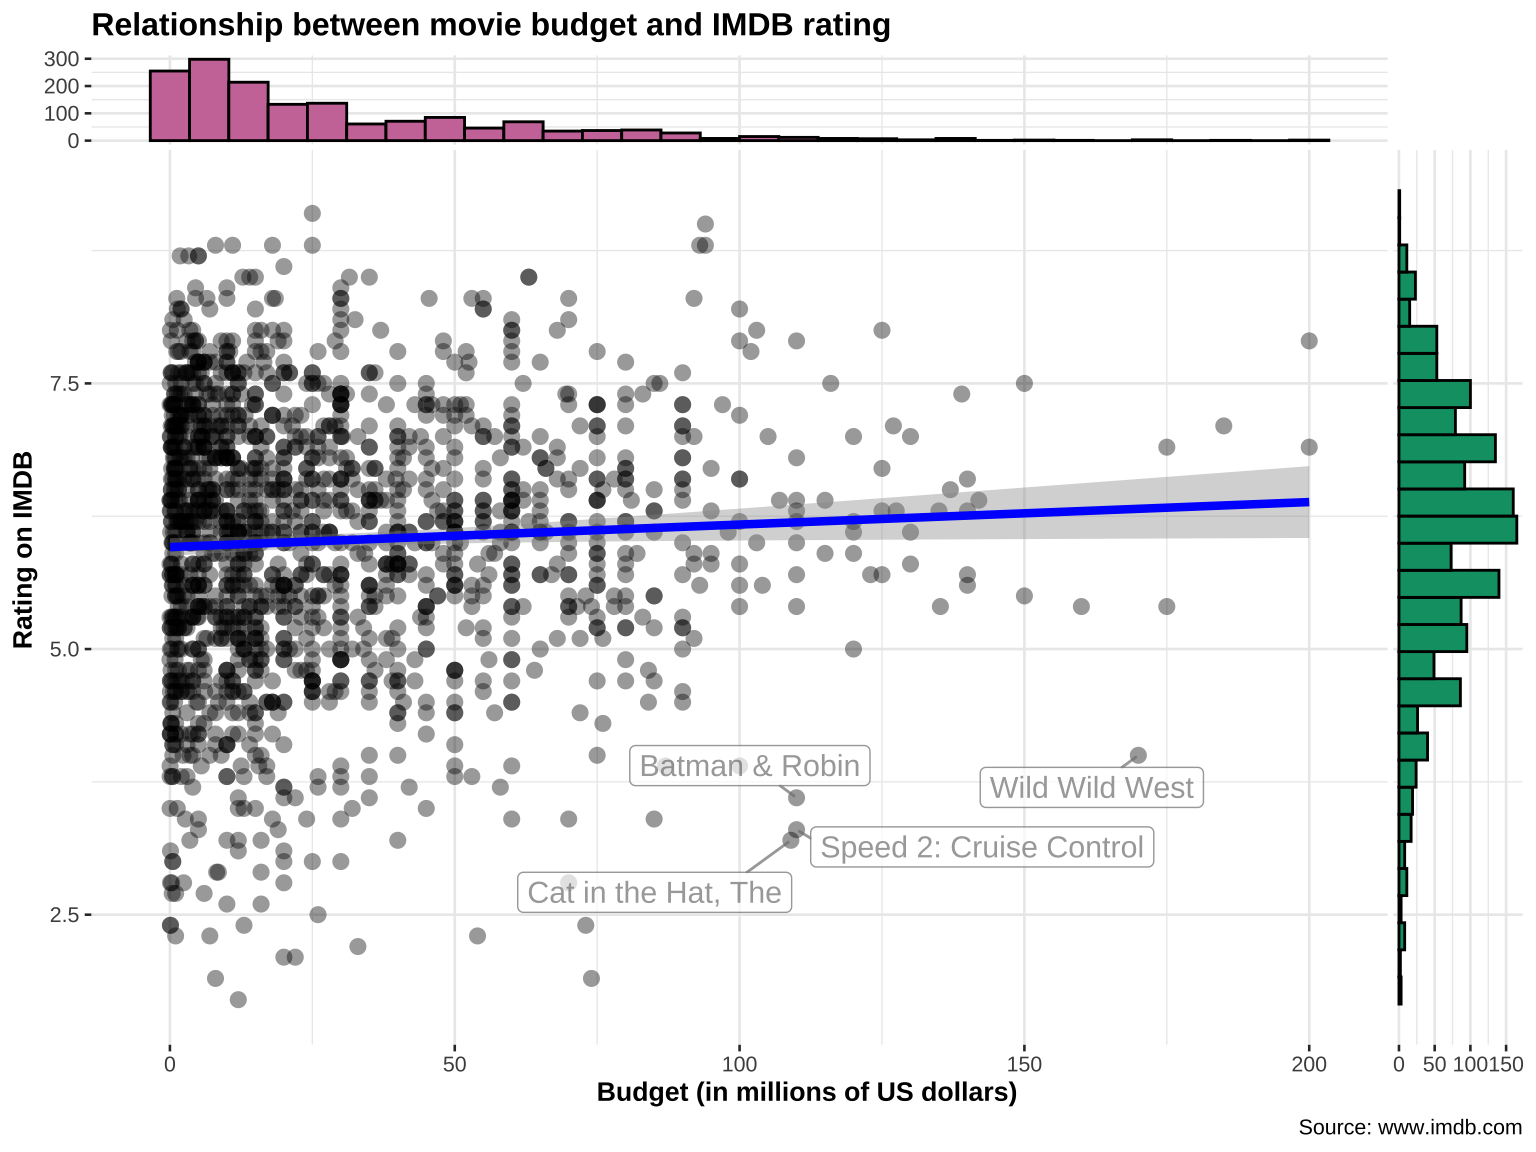 Relationship between movie budget and IMDB rating
300
200
100
0
7.5
5.0
2.5
Rating on IMDB
Batman & Robin
Wild Wild West
Speed 2: Cruise Control
Cat in the Hat, The
0 50 100 150 200
0 50 100 150
Budget (in millions of US dollars)
Source: www.imdb.com